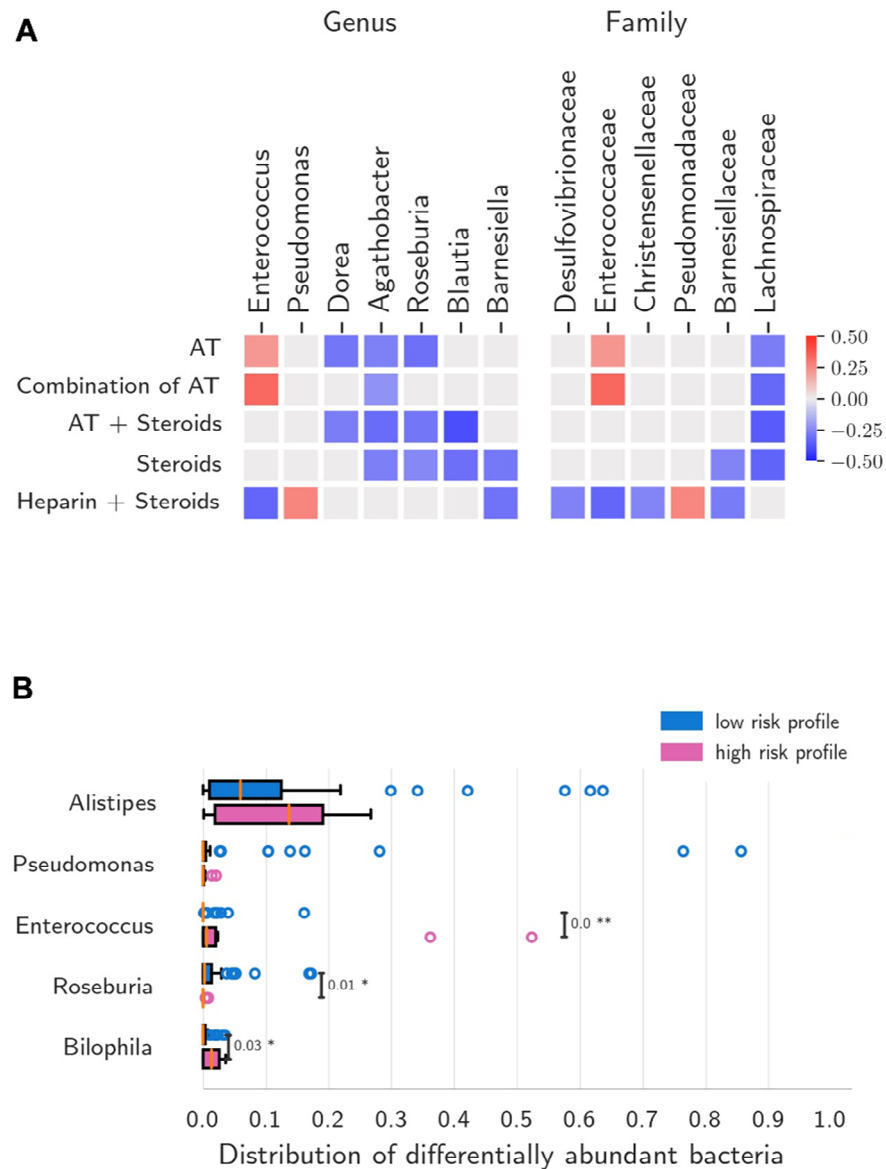 A
Genus Family
Enterococcus
Pseudomonas
Dorea
Agathobacter
Roseburia
Blautia
Barnesiella
Desulfovibrionaceae
Enterococcaceae
Christensenellaceae
Pseudomonadaceae
Barnesiellaceae
Lachnospiraceae
AT
Combination of AT
AT + Steroids
Steroids
Heparin + Steroids
0.50
0.25
0.00
−0.25
−0.50
B
low risk profile
high risk profile
Alistipes
Pseudomonas
Enterococcus
0.0 **
Roseburia
0.01 *
Bilophila
0.03 *
0.0 0.1 0.2 0.3 0.4 0.5 0.6 0.7 0.8 0.9 1.0
Distribution of differentially abundant bacteria